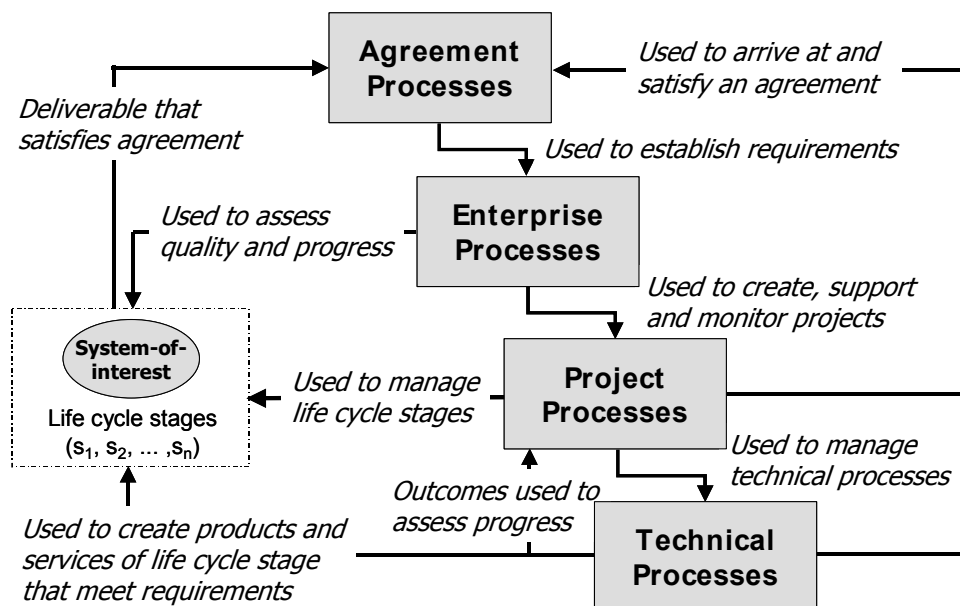 Agreement
Processes
Used to arrive at and
satisfy an agreement
Deliverable that
satisfies agreement
Used to establish requirements
Enterprise
Processes
Used to assess
quality and progress
Used to create, support
and monitor projects
System-of-
interest
Life cycle stages
(s1, s2, ... ,sn)
Used to manage
life cycle stages
Project
Processes
Used to manage
technical processes
Outcomes used to
assess progress
Used to create products and
services of life cycle stage
that meet requirements
Technical
Processes